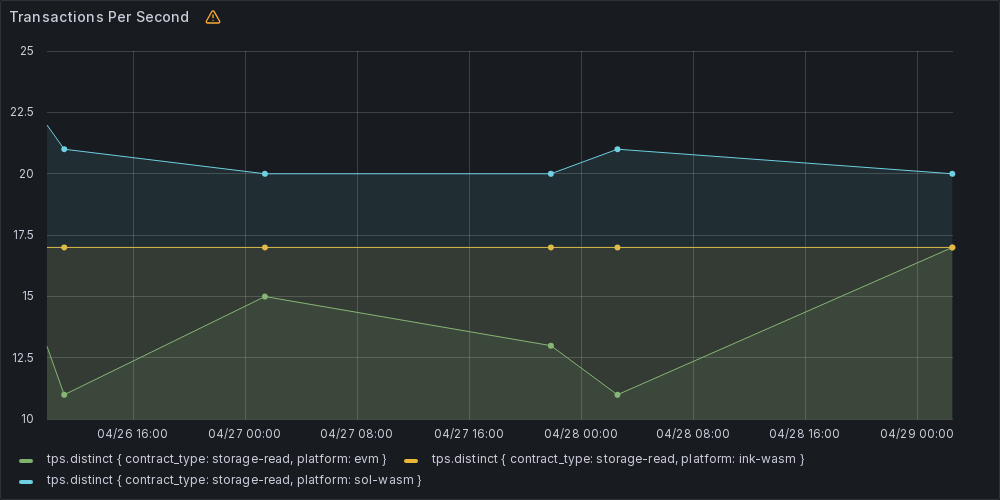 Transactions Per Second
25
22.5
20
17.5
15
12.5
10
04/26 16:00 04/27 00:00 04/27 08:00 04/27 16:00 04/28 00:00 04/28 08:00 04/28 16:00 04/29 00:00
tps.distinct { contract_type: storage-read, platform: evm } tps.distinct { contract_type: storage-read, platform: ink-wasm }
tps.distinct { contract_type: storage-read, platform: sol-wasm }